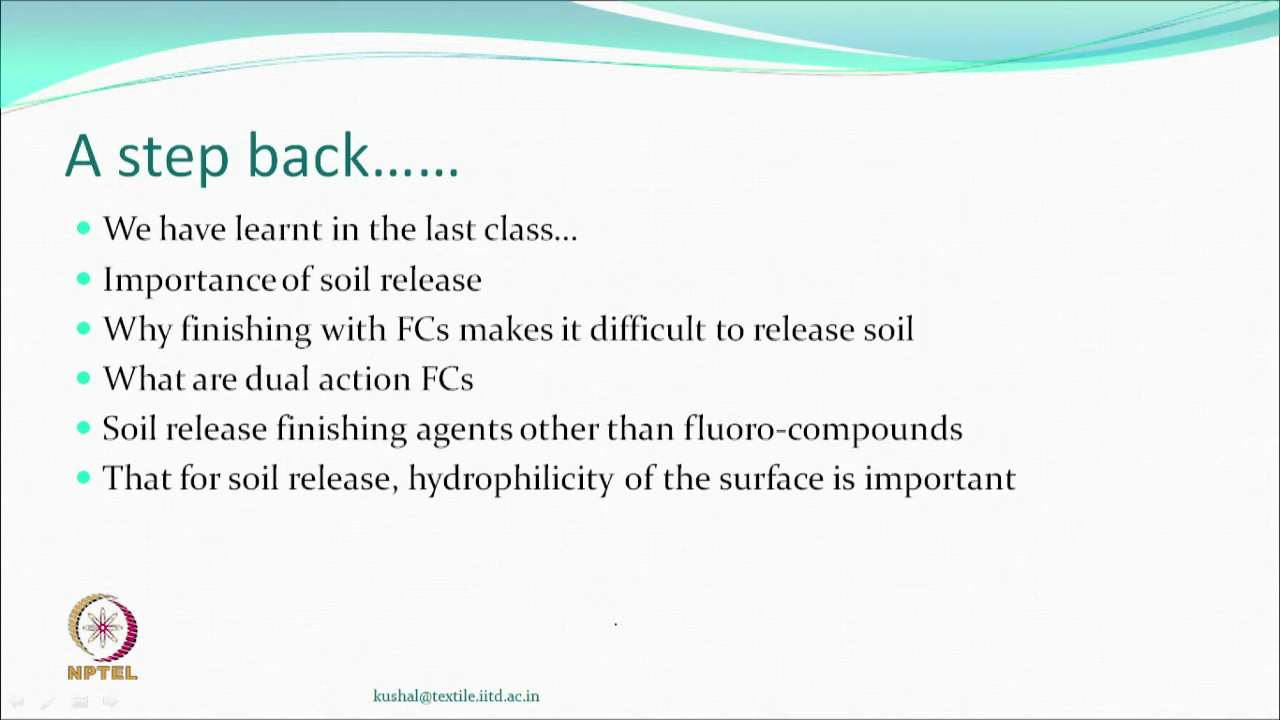 A step back……
We have learnt in the last class…
Importance of soil release
Why finishing with FCs makes it difficult to release soil
What are dual action FCs
Soil release finishing agents other than fluoro-compounds
That for soil release, hydrophilicity of the surface is important
NPTEL
kushal@textile.iitd.ac.in